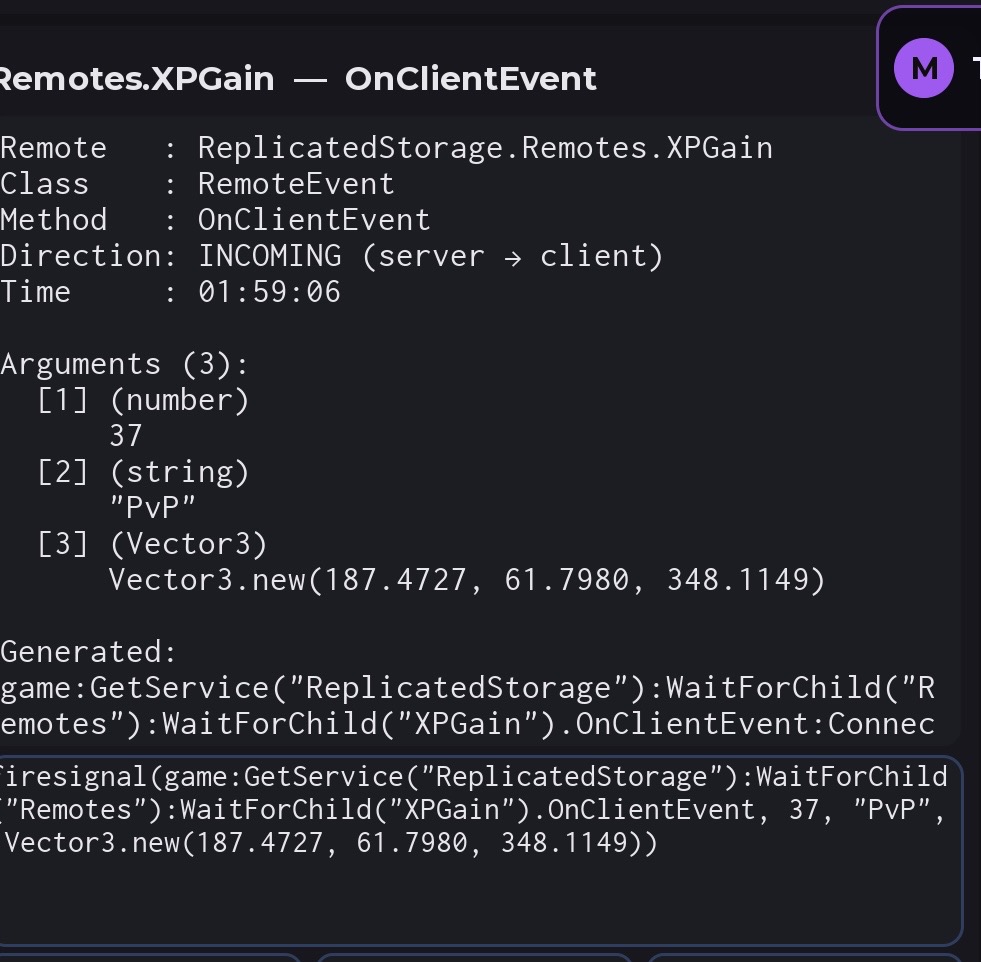 Remotes.XPGain — OnClientEvent
M T
Remote   : ReplicatedStorage.Remotes.XPGain
Class    : RemoteEvent
Method   : OnClientEvent
Direction: INCOMING (server → client)
Time     : 01:59:06
Arguments (3):
[1] (number)
37
[2] (string)
"PvP"
[3] (Vector3)
Vector3.new(187.4727, 61.7980, 348.1149)
Generated:
game:GetService("ReplicatedStorage"):WaitForChild("R
emotes"):WaitForChild("XPGain").OnClientEvent:Connec
firesignal(game:GetService("ReplicatedStorage"):WaitForChild
("Remotes"):WaitForChild("XPGain").OnClientEvent, 37, "PvP",
Vector3.new(187.4727, 61.7980, 348.1149))